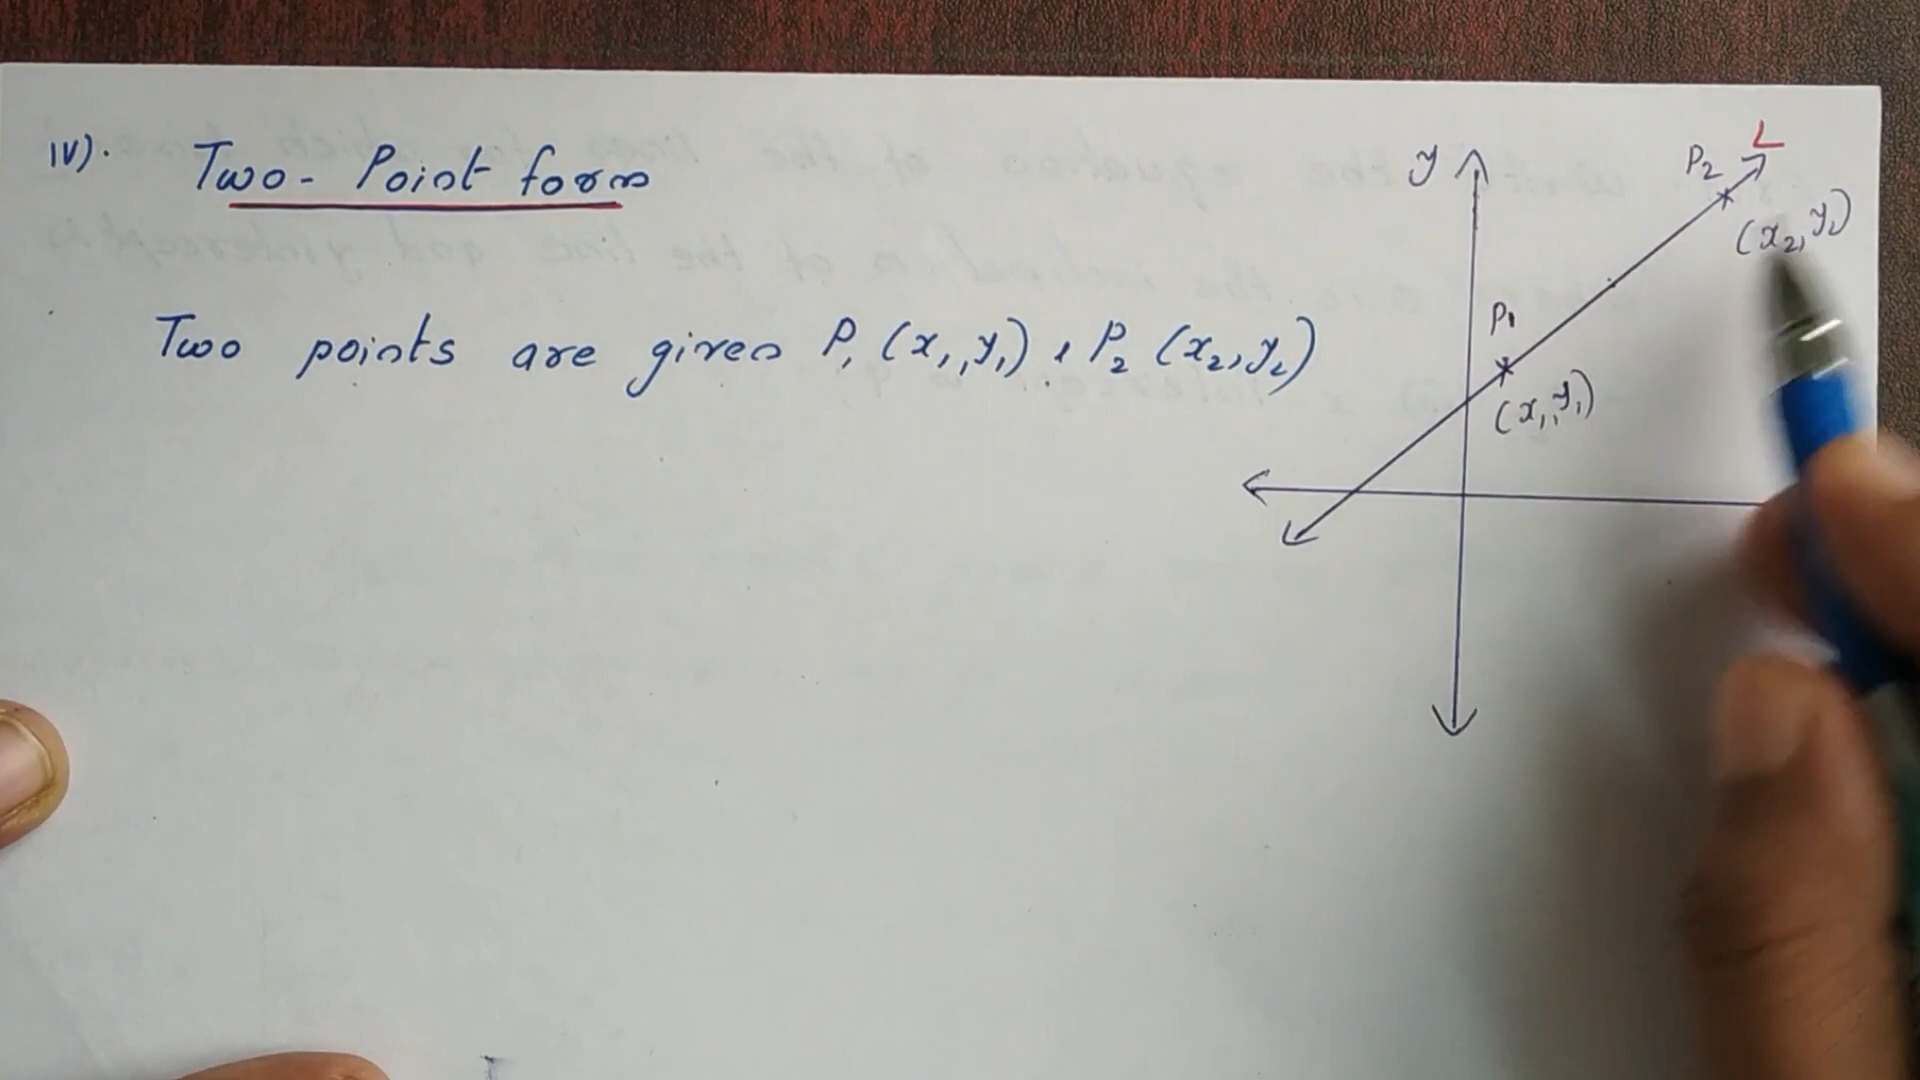 IV). Two-Point form
Two points are given P₁ (x₁, y₁), P₂ (x₂, y₂)
y
P₂
L
(x₂, y₂)
P₁
(x₁, y₁)